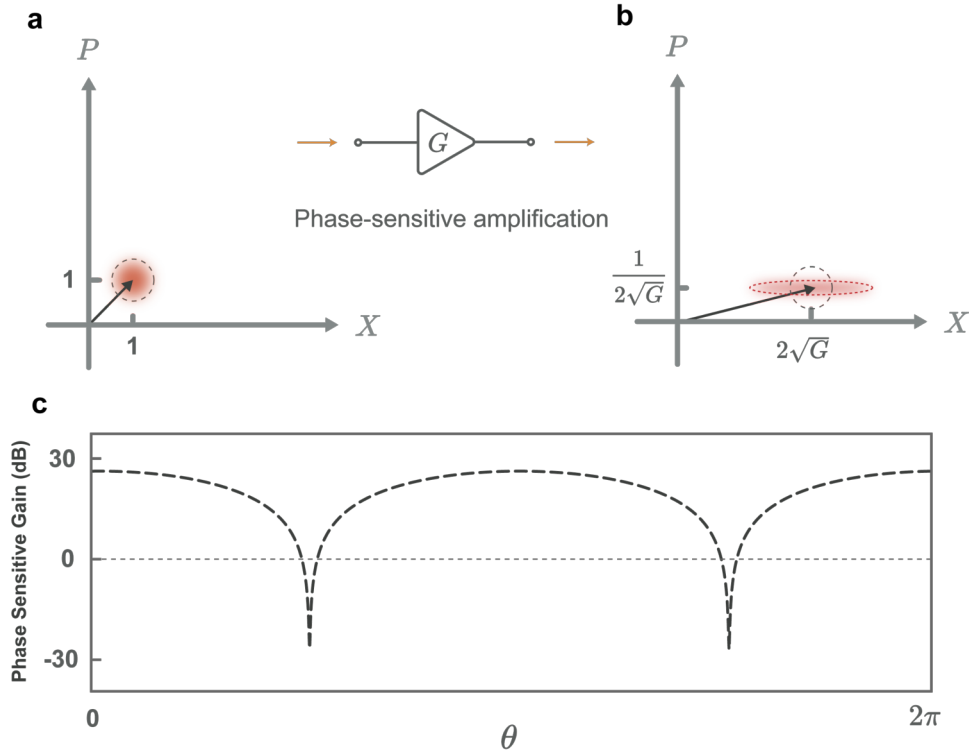 a
P
1
1
X
G
Phase-sensitive amplification
b
P
1
2√G
2√G
X
c
Phase Sensitive Gain (dB)
30
0
-30
0
θ
2π